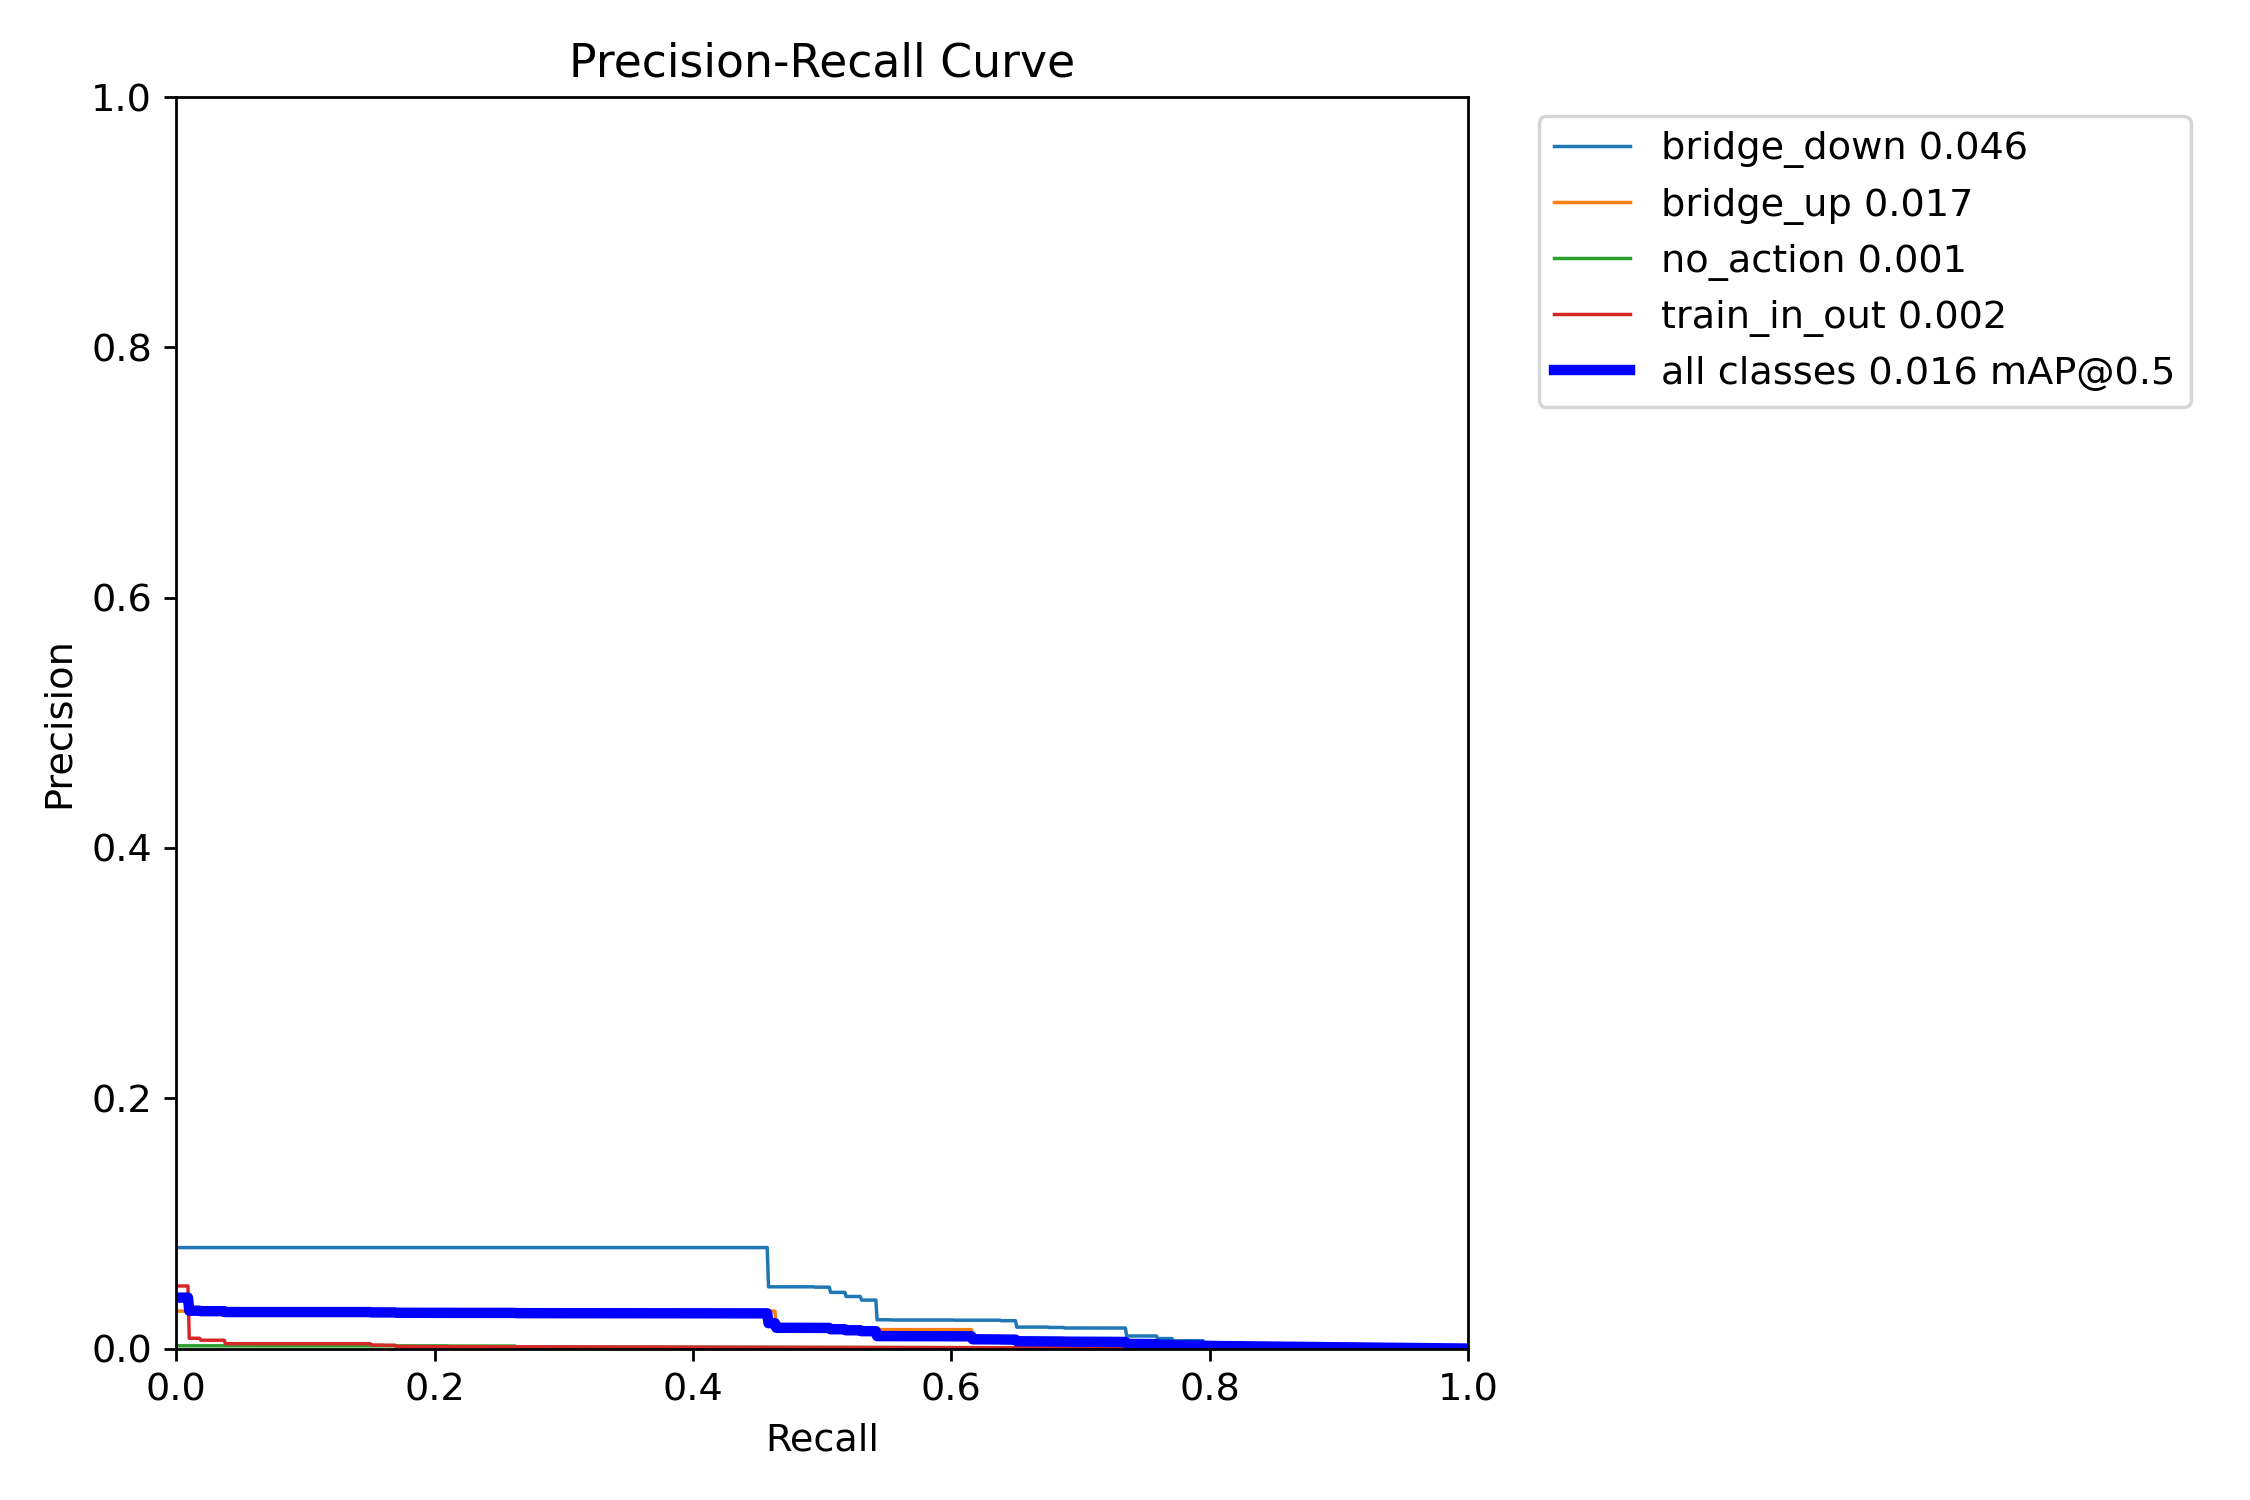 Precision-Recall Curve
1.0
0.8
0.6
0.4
0.2
0.0
Precision
0.0 0.2 0.4 0.6 0.8 1.0
Recall
bridge_down 0.046
bridge_up 0.017
no_action 0.001
train_in_out 0.002
all classes 0.016 mAP@0.5